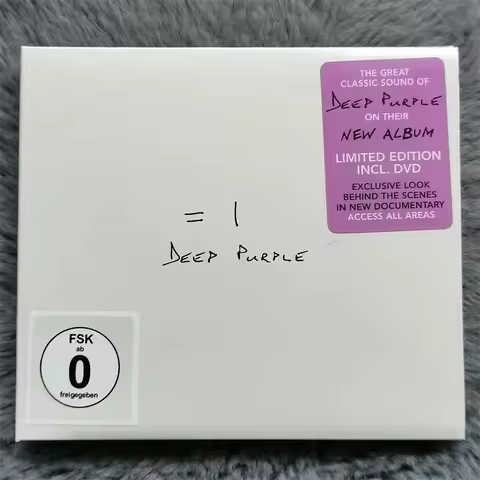 THE GREAT
CLASSIC SOUND OF
DEEP PURPLE
ON THEIR
NEW ALBUM
LIMITED EDITION
INCL. DVD
EXCLUSIVE LOOK
BEHIND THE SCENES
IN NEW DOCUMENTARY
ACCESS ALL AREAS
= 1
DEEP PURPLE
FSK
ab
0
freigegeben